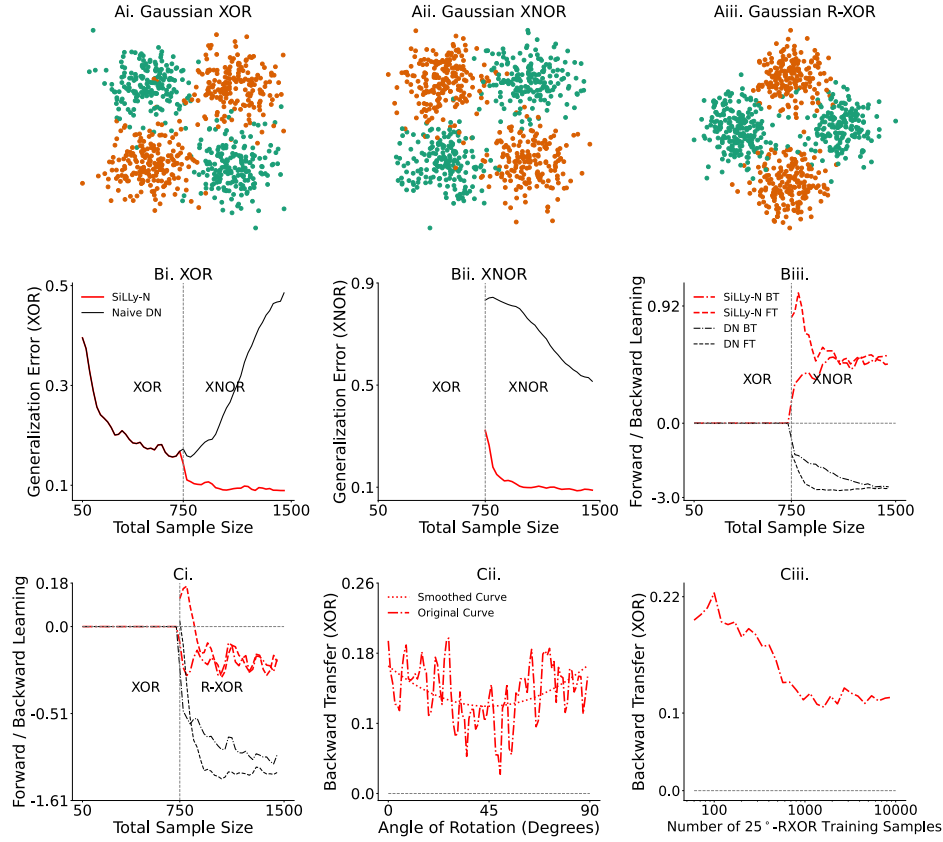 Ai. Gaussian XOR
Aii. Gaussian XNOR
Aiii. Gaussian R-XOR
Bi. XOR
Generalization Error (XOR)
0.5
0.3
0.1
SiLLy-N
Naive DN
XOR
XNOR
50
750
1500
Total Sample Size
Bii. XNOR
Generalization Error (XNOR)
0.9
0.5
0.1
XOR
XNOR
50
750
1500
Total Sample Size
Biii.
Forward / Backward Learning
0.92
0.0
-3.0
SiLLy-N BT
SiLLy-N FT
DN BT
DN FT
XOR
XNOR
50
750
1500
Total Sample Size
Ci.
Forward / Backward Learning
0.18
0.0
-0.51
-1.61
XOR
R-XOR
50
750
1500
Total Sample Size
Cii.
Backward Transfer (XOR)
0.26
0.18
0.1
0.0
Smoothed Curve
Original Curve
0
45
90
Angle of Rotation (Degrees)
Ciii.
Backward Transfer (XOR)
0.22
0.1
0.0
100
1000
10000
Number of 25°-RXOR Training Samples